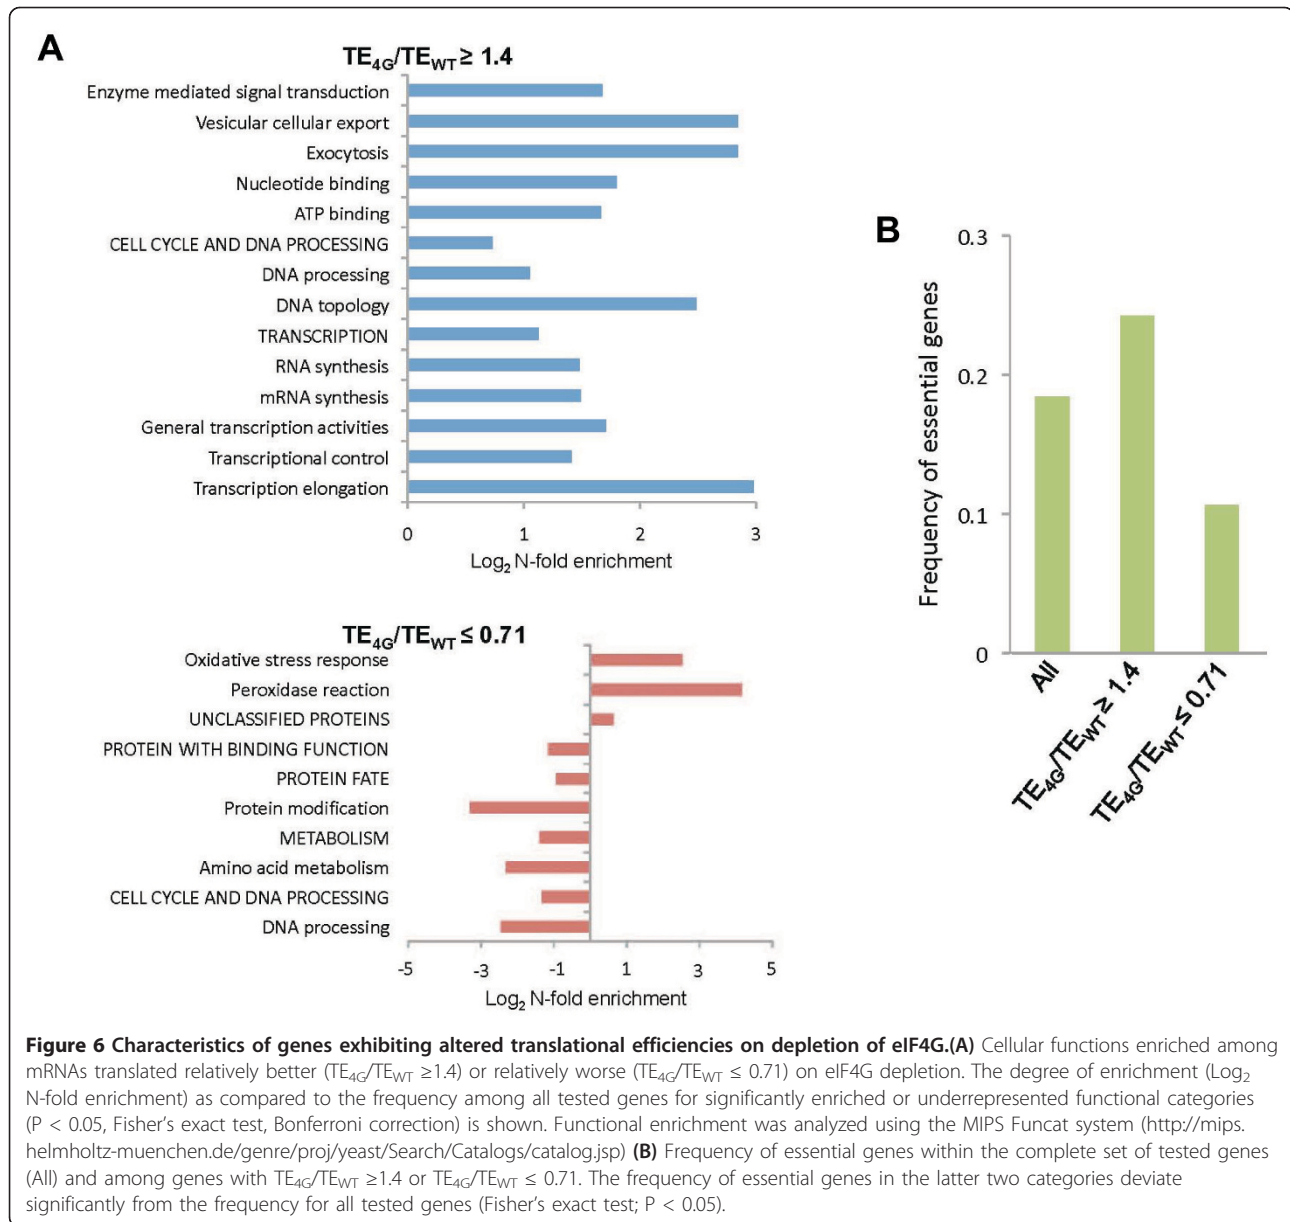 A
TE4G/TEWT ≥ 1.4
Enzyme mediated signal transduction
Vesicular cellular export
Exocytosis
Nucleotide binding
ATP binding
CELL CYCLE AND DNA PROCESSING
DNA processing
DNA topology
TRANSCRIPTION
RNA synthesis
mRNA synthesis
General transcription activities
Transcriptional control
Transcription elongation
0 1 2 3
Log2 N-fold enrichment
TE4G/TEWT ≤ 0.71
Oxidative stress response
Peroxidase reaction
UNCLASSIFIED PROTEINS
PROTEIN WITH BINDING FUNCTION
PROTEIN FATE
Protein modification
METABOLISM
Amino acid metabolism
CELL CYCLE AND DNA PROCESSING
DNA processing
-5 -3 -1 1 3 5
Log2 N-fold enrichment
B
Frequency of essential genes
0.3
0.2
0.1
0
All
TE4G/TEWT ≥ 1.4
TE4G/TEWT ≤ 0.71
Figure 6 Characteristics of genes exhibiting altered translational efficiencies on depletion of eIF4G.(A) Cellular functions enriched among
mRNAs translated relatively better (TE4G/TEWT ≥1.4) or relatively worse (TE4G/TEWT ≤ 0.71) on eIF4G depletion. The degree of enrichment (Log2
N-fold enrichment) as compared to the frequency among all tested genes for significantly enriched or underrepresented functional categories
(P < 0.05, Fisher's exact test, Bonferroni correction) is shown. Functional enrichment was analyzed using the MIPS Funcat system (http://mips.
helmholtz-muenchen.de/genre/proj/yeast/Search/Catalogs/catalog.jsp) (B) Frequency of essential genes within the complete set of tested genes
(All) and among genes with TE4G/TEWT ≥1.4 or TE4G/TEWT ≤ 0.71. The frequency of essential genes in the latter two categories deviate
significantly from the frequency for all tested genes (Fisher's exact test; P < 0.05).